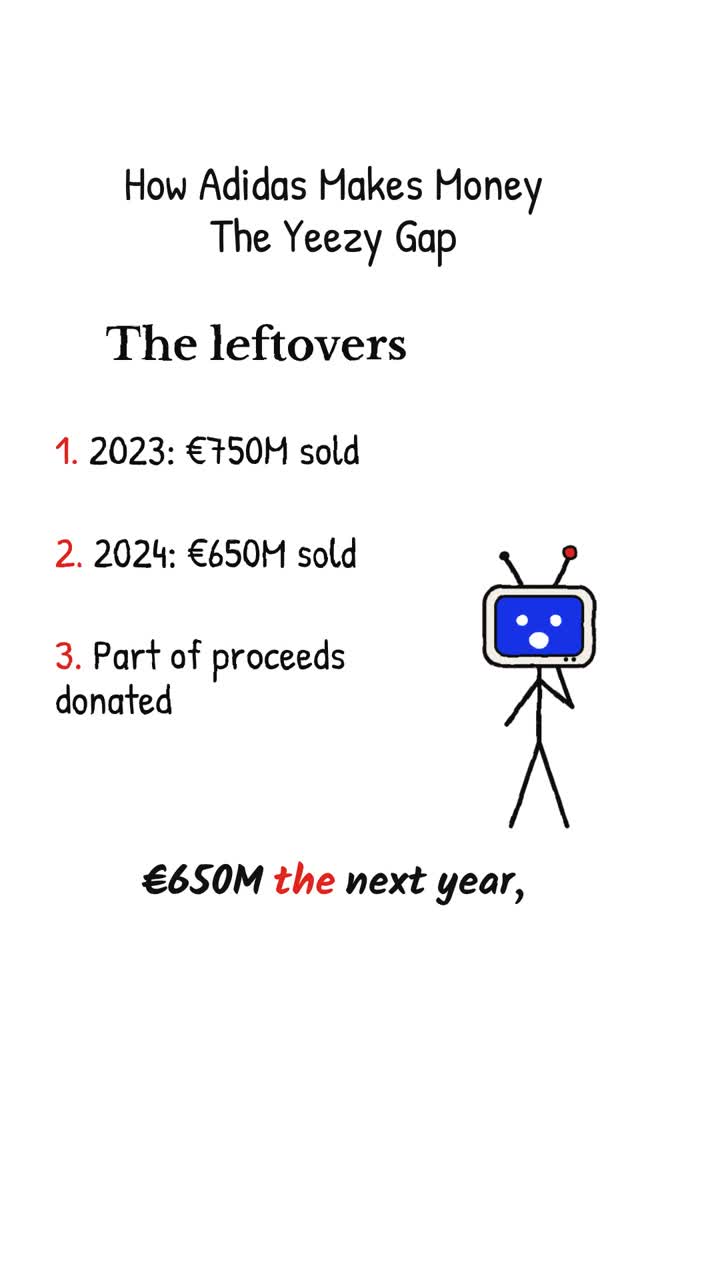 How Adidas Makes Money
The Yeezy Gap
The leftovers
1. 2023: €750M sold
2. 2024: €650M sold
3. Part of proceeds
donated
€650M the next year,